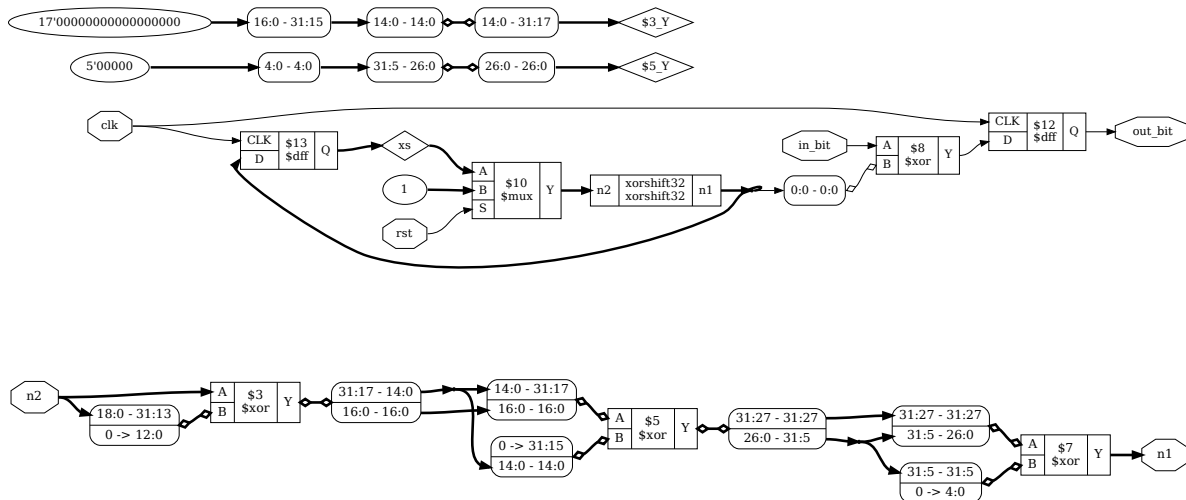 17'00000000000000000 16:0 - 31:15 14:0 - 14:0 14:0 - 31:17 $3_Y
5'00000 4:0 - 4:0 31:5 - 26:0 26:0 - 26:0 $5_Y
clk
CLK
D
$13
$dff
Q
xs
1
rst
A
B
S
$10
$mux
Y
n2
xorshift32
xorshift32
n1
0:0 - 0:0
in_bit
A
B
$8
$xor
Y
CLK
D
$12
$dff
Q
out_bit
n2
18:0 - 31:13
0 -> 12:0
A
B
$3
$xor
Y
31:17 - 14:0
16:0 - 16:0
14:0 - 31:17
16:0 - 16:0
0 -> 31:15
14:0 - 14:0
A
B
$5
$xor
Y
31:27 - 31:27
26:0 - 31:5
31:27 - 31:27
31:5 - 26:0
31:5 - 31:5
0 -> 4:0
A
B
$7
$xor
Y
n1